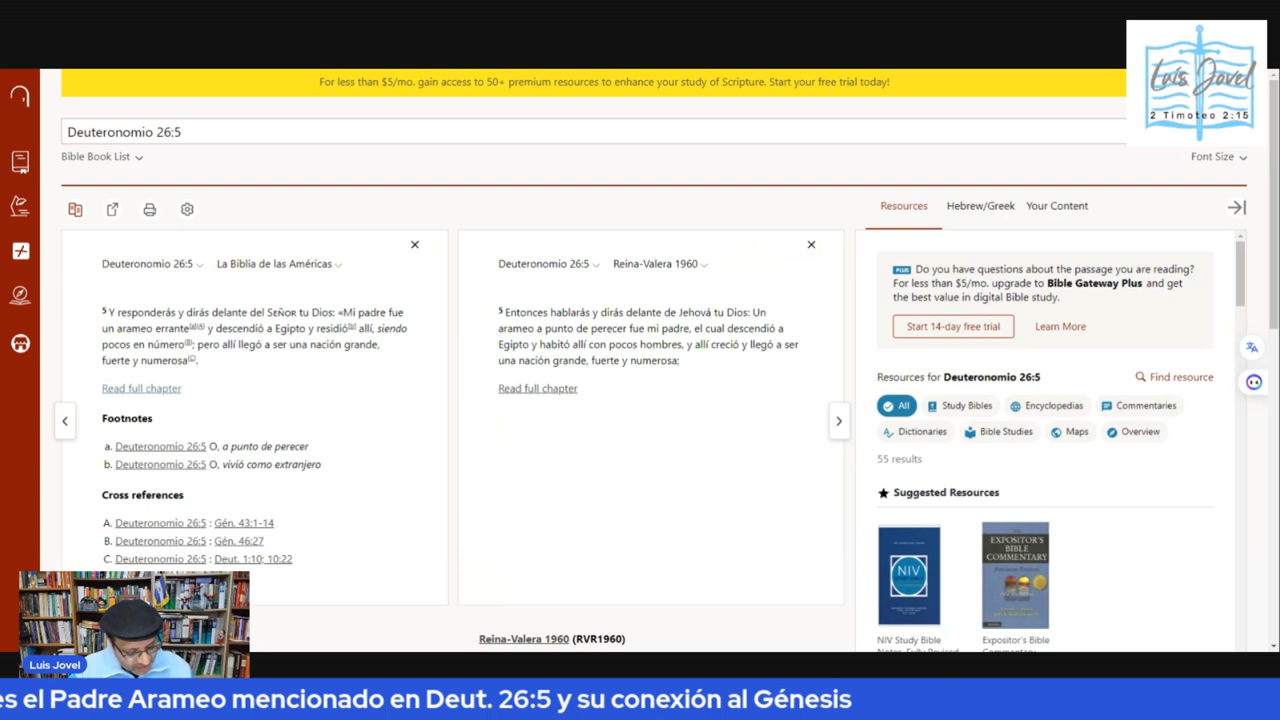 Luis Jovel
2 Timoteo 2:15
For less than $5/mo. gain access to 50+ premium resources to enhance your study of Scripture. Start your free trial today!
Deuteronomio 26:5
Bible Book List
Font Size
Resources Hebrew/Greek Your Content
Deuteronomio 26:5 La Biblia de las Américas
5 Y responderás y dirás delante del SEÑOR tu Dios: «Mi padre fue
un arameo errante[a](A) y descendió a Egipto y residió[b] allí, siendo
pocos en número(B); pero allí llegó a ser una nación grande,
fuerte y numerosa(C).
Read full chapter
Footnotes
a. Deuteronomio 26:5 O, a punto de perecer
b. Deuteronomio 26:5 O, vivió como extranjero
Cross references
A. Deuteronomio 26:5 : Gén. 43:1-14
B. Deuteronomio 26:5 : Gén. 46:27
C. Deuteronomio 26:5 : Deut. 1:10; 10:22
Deuteronomio 26:5 Reina-Valera 1960
5 Entonces hablarás y dirás delante de Jehová tu Dios: Un
arameo a punto de perecer fue mi padre, el cual descendió a
Egipto y habitó allí con pocos hombres, y allí creció y llegó a ser
una nación grande, fuerte y numerosa;
Read full chapter
Reina-Valera 1960 (RVR1960)
PLUS Do you have questions about the passage you are reading?
For less than $5/mo. upgrade to Bible Gateway Plus and get
the best value in digital Bible study.
Start 14-day free trial Learn More
Resources for Deuteronomio 26:5 Find resource
All Study Bibles Encyclopedias Commentaries
Dictionaries Bible Studies Maps Overview
55 results
Suggested Resources
NIV
EXPOSITOR'S
BIBLE
COMMENTARY
NIV Study Bible
Expositor's Bible
Commentary
Luis Jovel
es el Padre Arameo mencionado en Deut. 26:5 y su conexión al Génesis